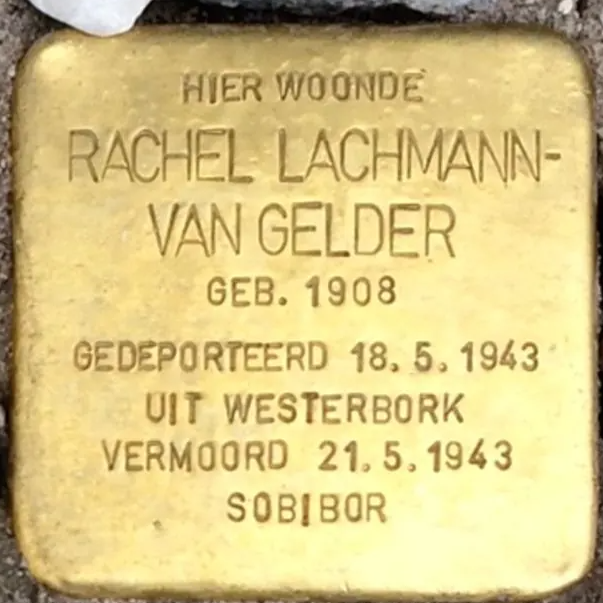 HIER WOONDE
RACHEL LACHMANN-
VAN GELDER
GEB. 1908
GEDEPORTEERD 18.5.1943
UIT WESTERBORK
VERMOORD 21.5.1943
SOBIBOR